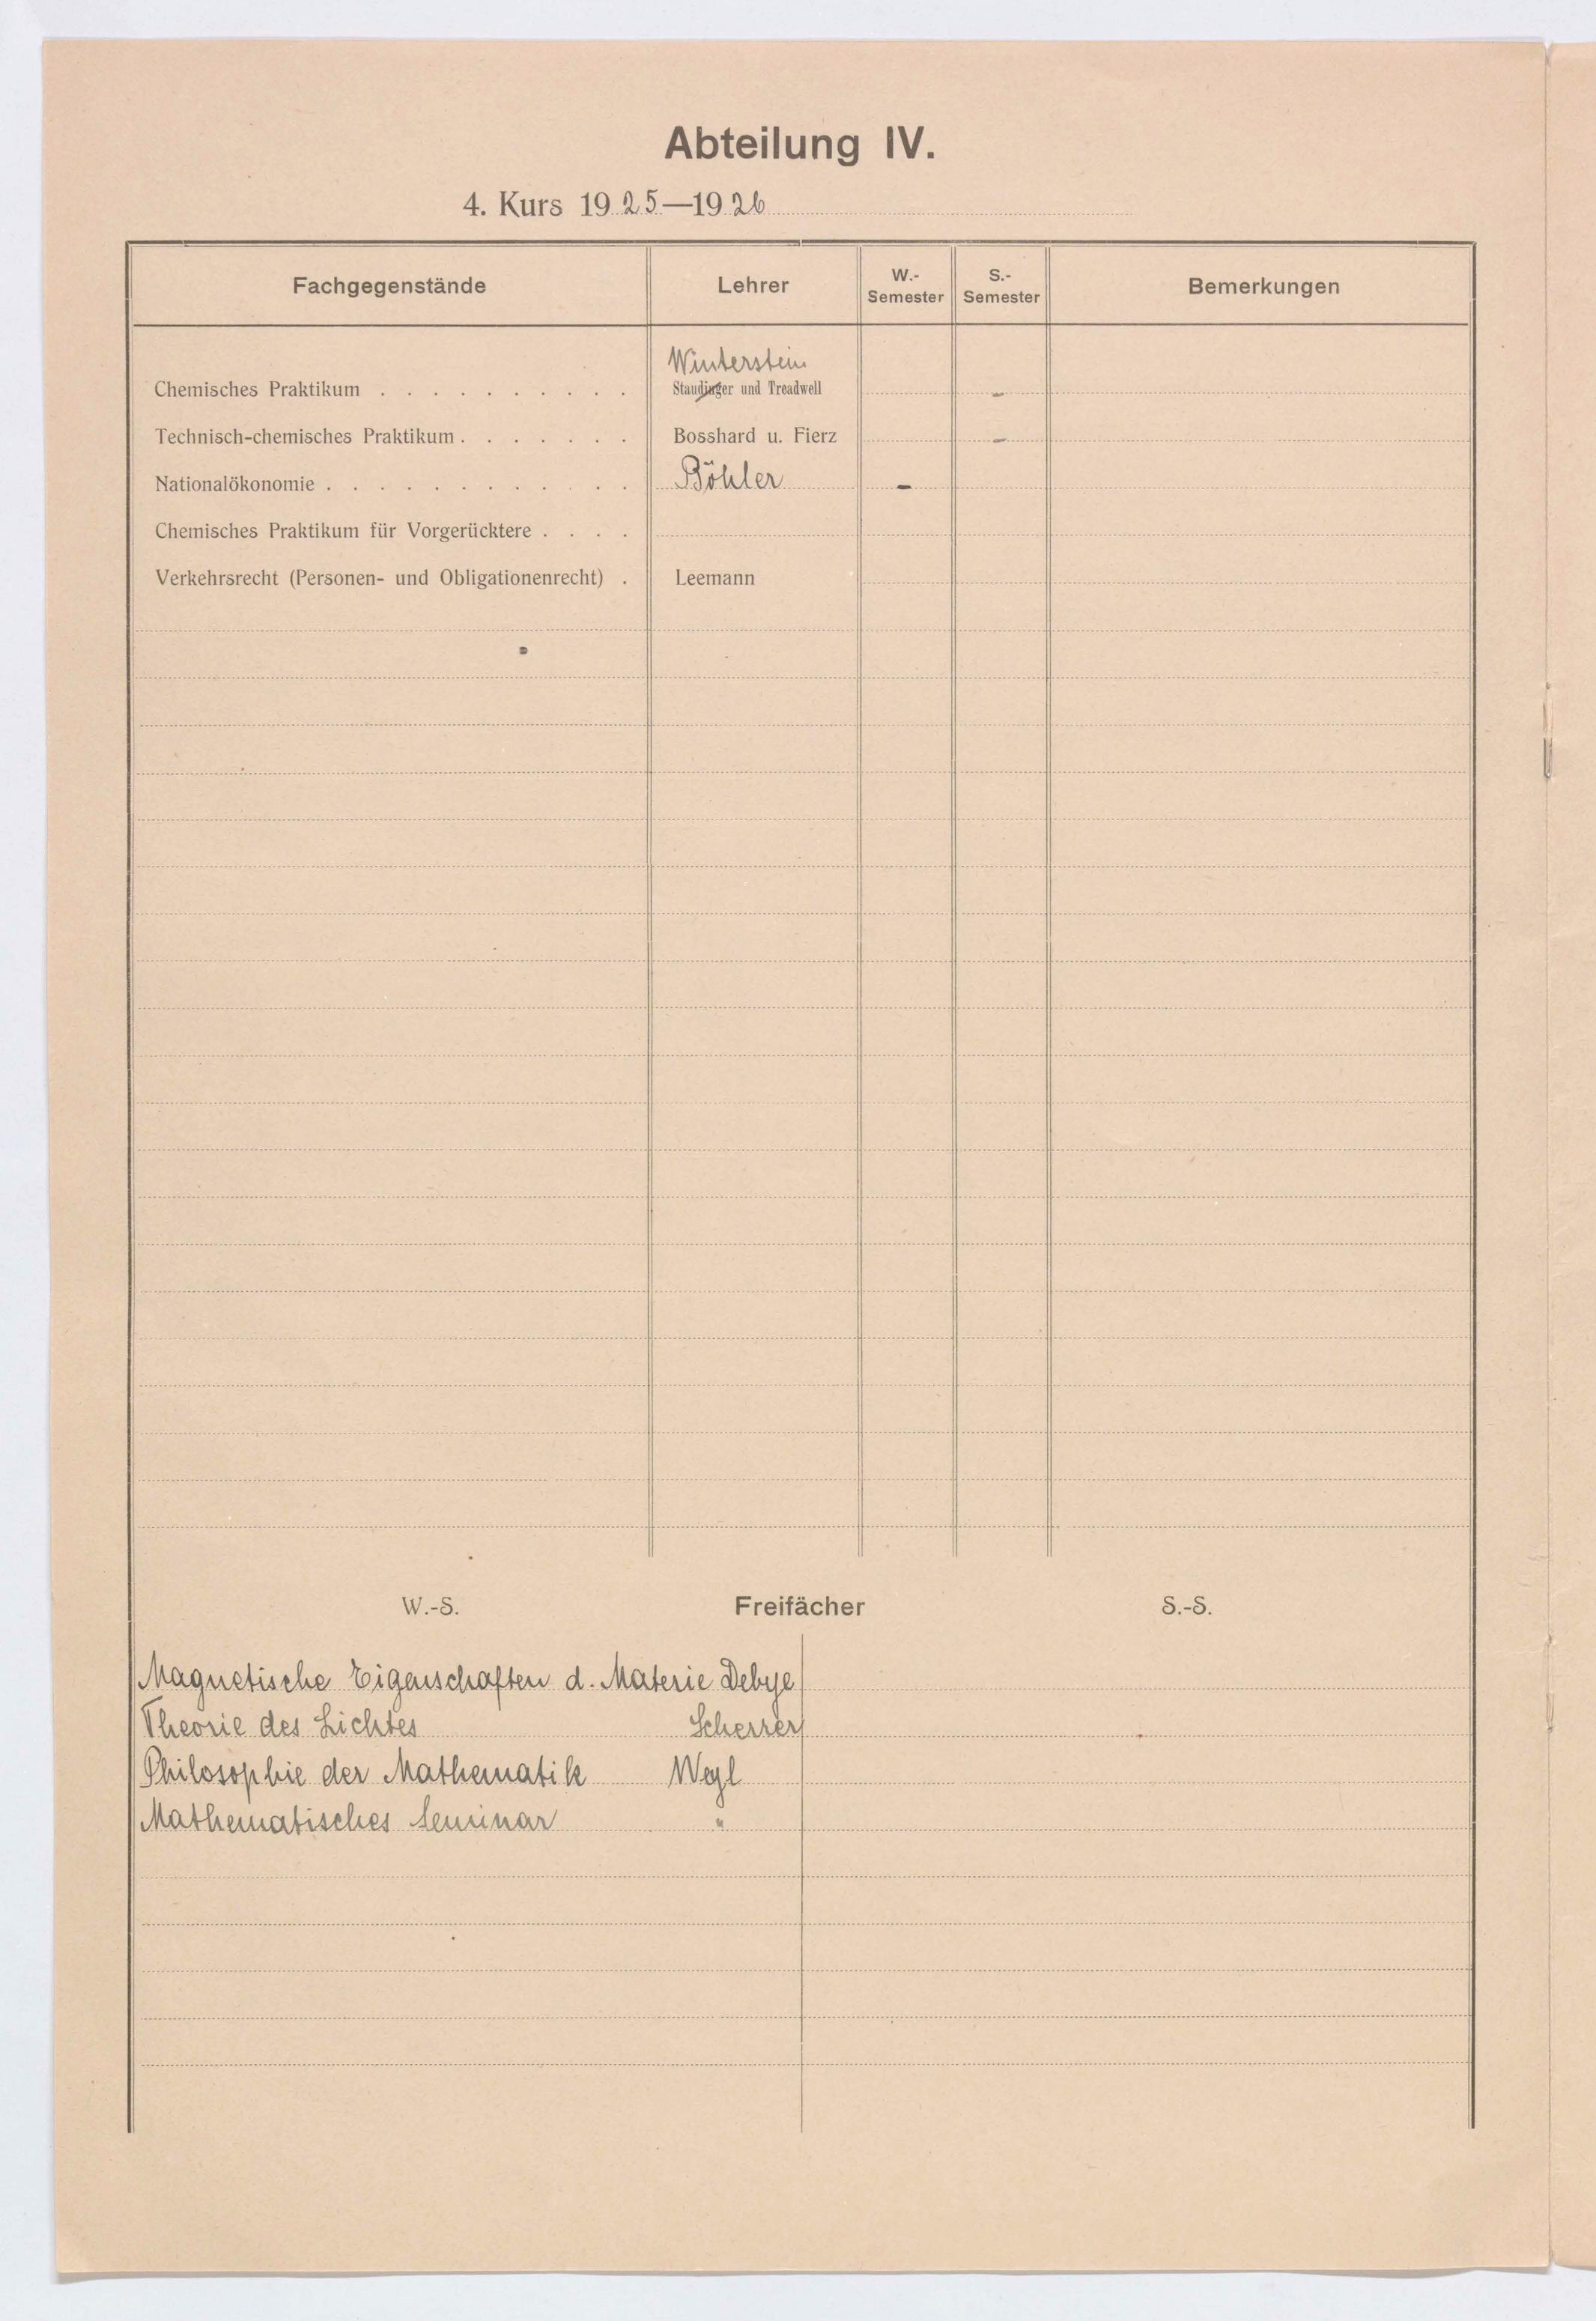 Abteilung IV.
4. Kurs 1925—1926
Fachgegenstände Lehrer W.-Semester S.-Semester Bemerkungen
Winterstein
Chemisches Praktikum . . . . . . . . . . Staudinger und Treadwell -
Technisch-chemisches Praktikum . . . . . . . Bosshard u. Fierz -
Nationalökonomie . . . . . . . . . . . . Böhler -
Chemisches Praktikum für Vorgerücktere . . . .
Verkehrsrecht (Personen- und Obligationenrecht) . Leemann
W.-S. Freifächer S.-S.
Magnetische Eigenschaften d. Materie Debye
Theorie des Lichtes Scherrer
Philosophie der Mathematik Weyl
Mathematisches Seminar "